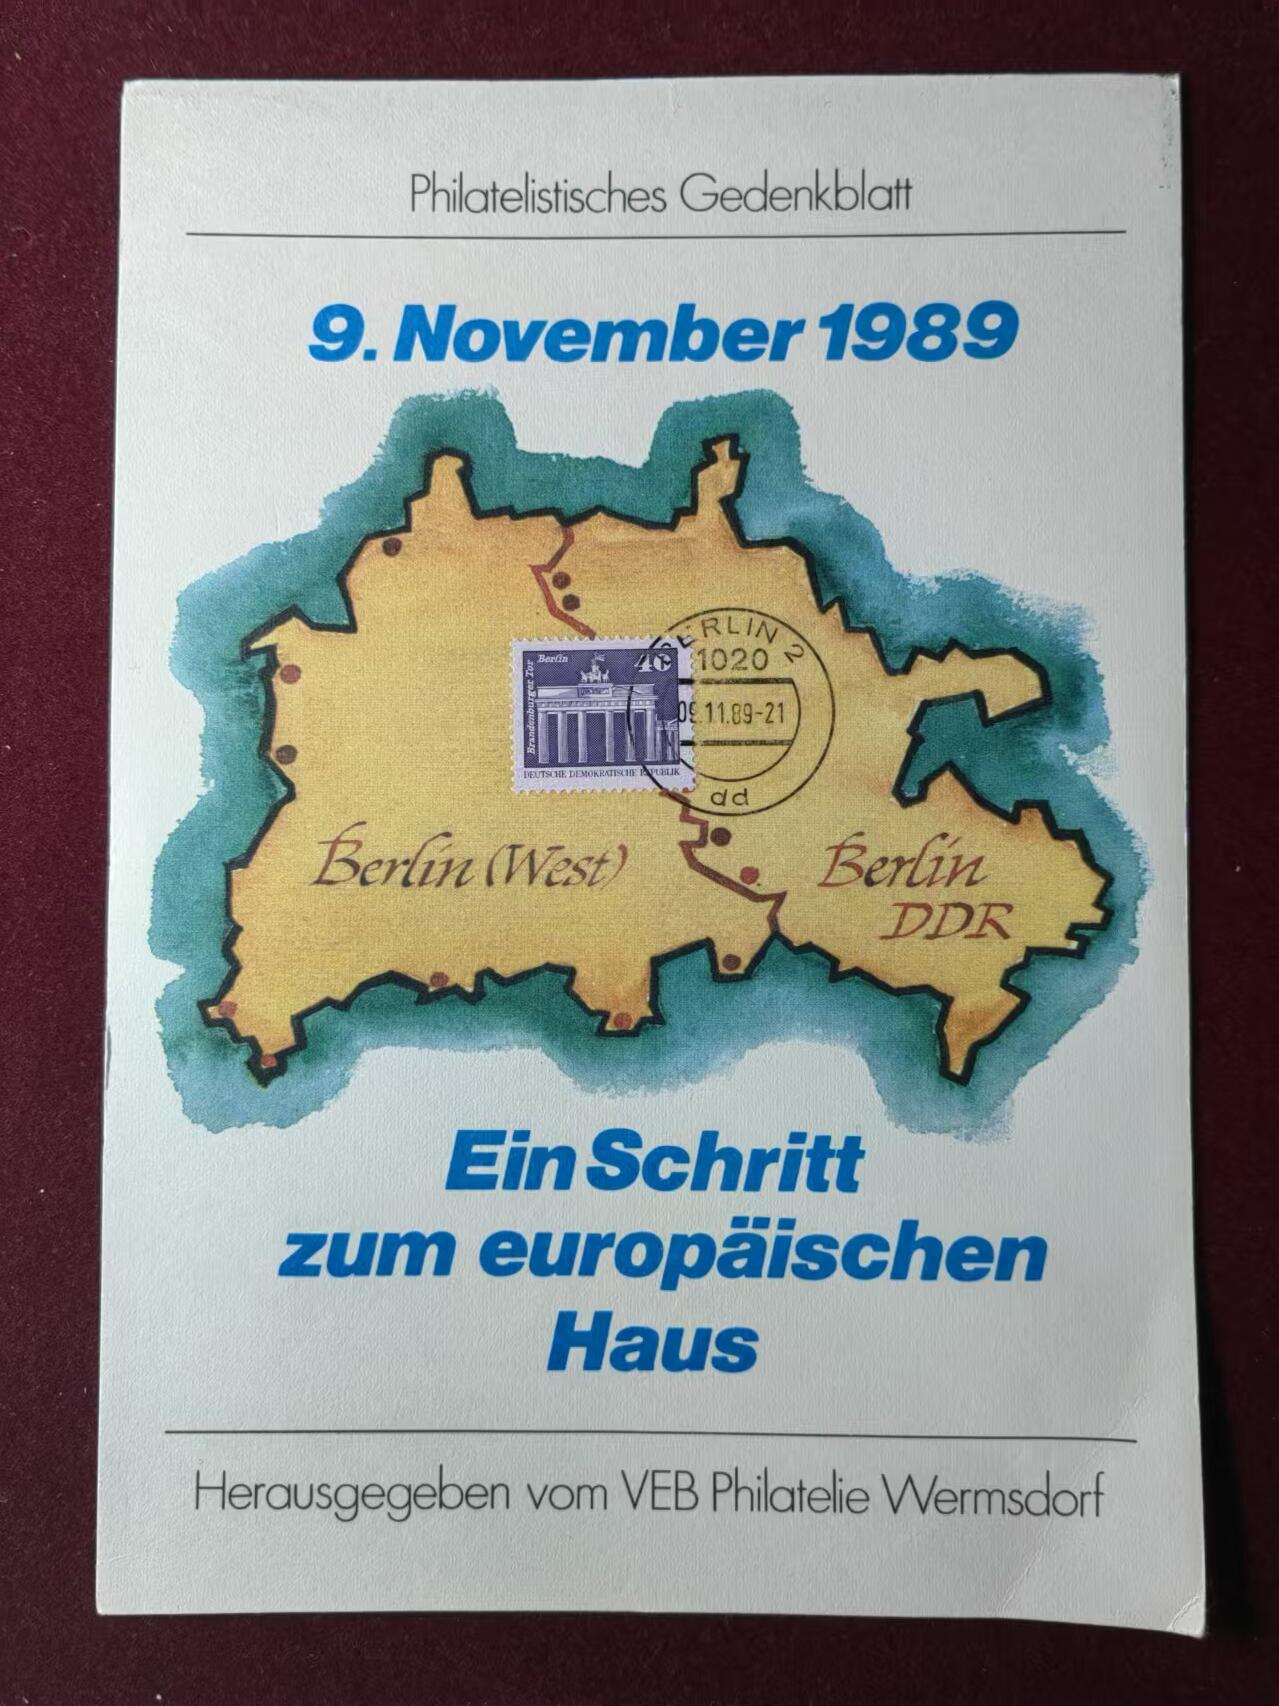 Philatelistisches Gedenkblatt
9. November 1989
Berlin
40
Brandenburger Tor
DEUTSCHE DEMOKRATISCHE REPUBLIK
BERLIN 2
1020
09.11.89-21
dd
Berlin (West)
Berlin
DDR
Ein Schritt
zum europäischen
Haus
Herausgegeben vom VEB Philatelie Wermsdorf